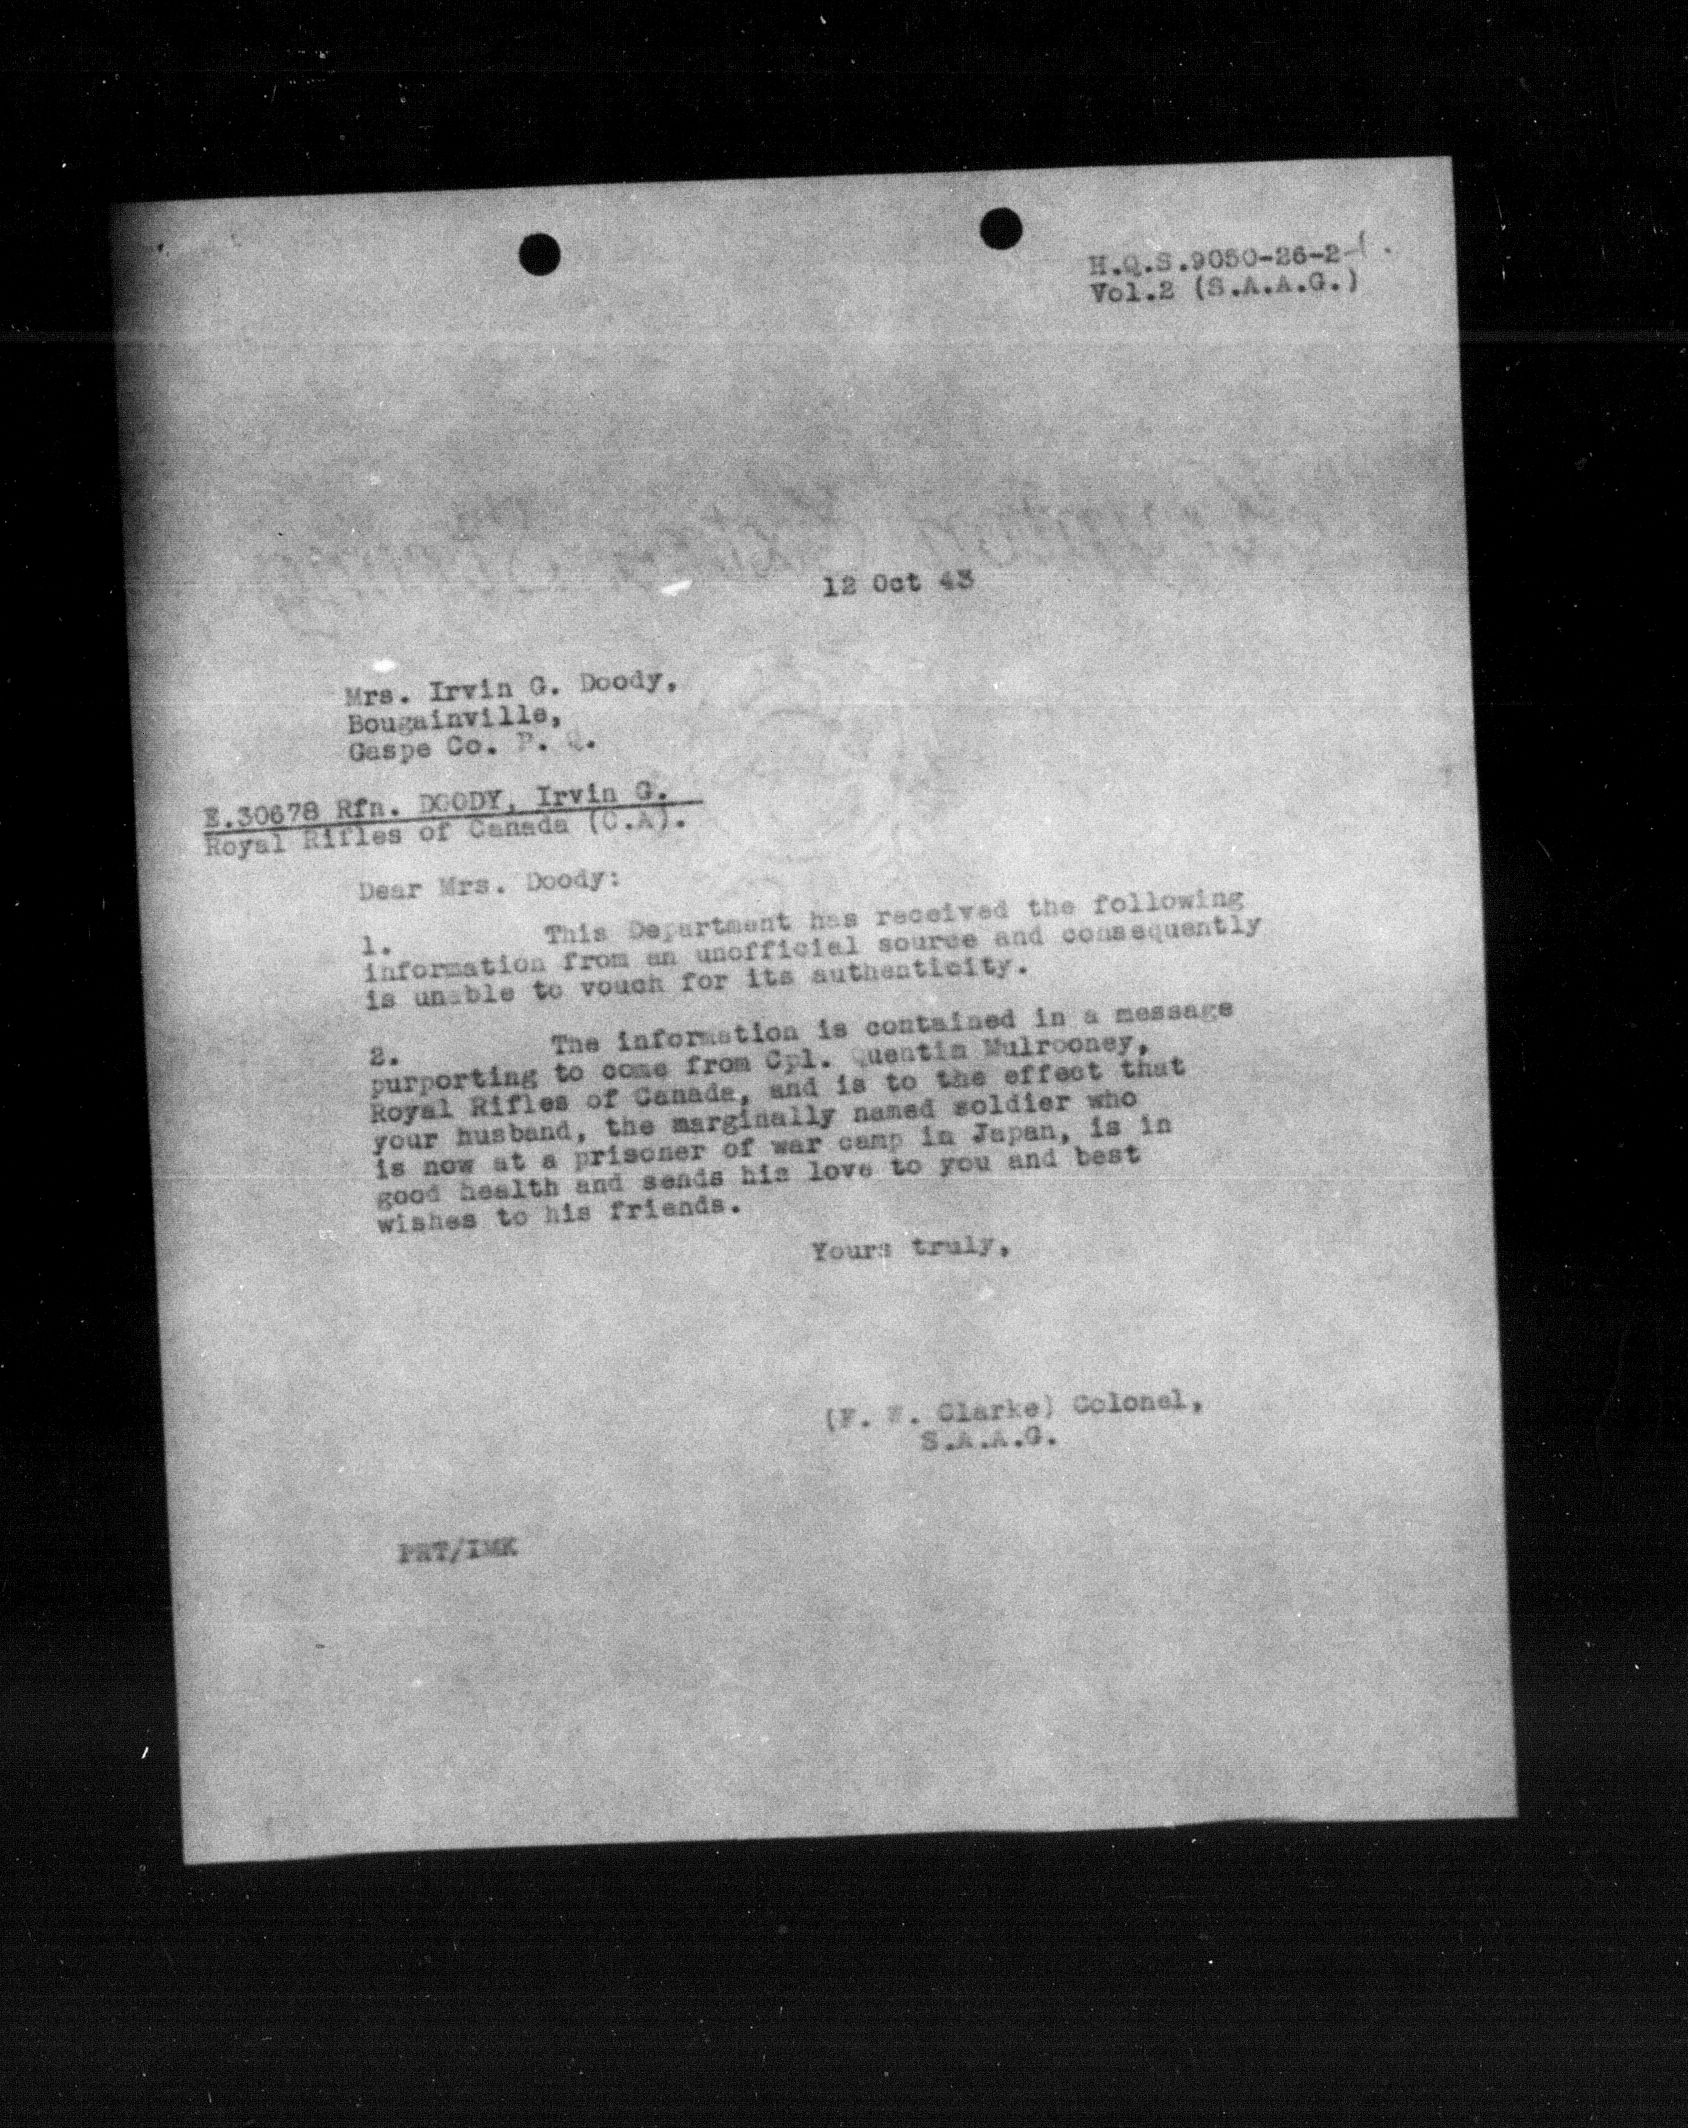 H.Q.S.9050-26-2-
Vol.2 (S.A.A.G.)
12 Oct 43
Mrs. Irvin G. Doody,
Bougainville,
Gaspe Co. P. Q.
E.30678 Rfn. DOODY, Irvin G.
Royal Rifles of Canada (C.A).
Dear Mrs. Doody:
1. This Department has received the following
information from an unofficial source and consequently
is unable to vouch for its authenticity.
2. The information is contained in a message
purporting to come from Cpl. Quentin Mulrooney,
Royal Rifles of Canada, and is to the effect that
your husband, the marginally named soldier who
is now at a prisoner of war camp in Japan, is in
good health and sends his love to you and best
wishes to his friends.
Yours truly,
(F. W. Clarke) Colonel,
S.A.A.G.
PRT/IMK